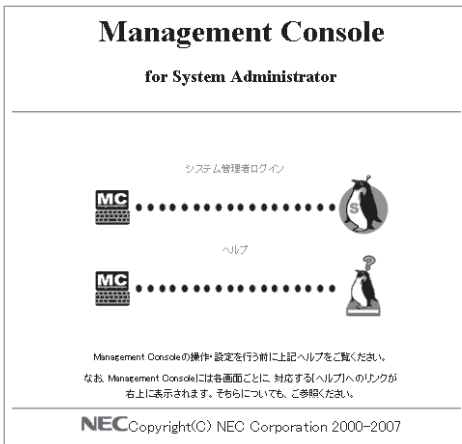 Management Console
for System Administrator
システム管理者ログイン
MC
S
ヘルプ
?
MC
Management Consoleの操作・設定を行う前に上記ヘルプをご覧ください。
なお、Management Consoleには各画面ごとに、対応する[ヘルプ]へのリンクが
右上に表示されます。そちらについても、ご参照ください。
NEC Copyright(C) NEC Corporation 2000-2007